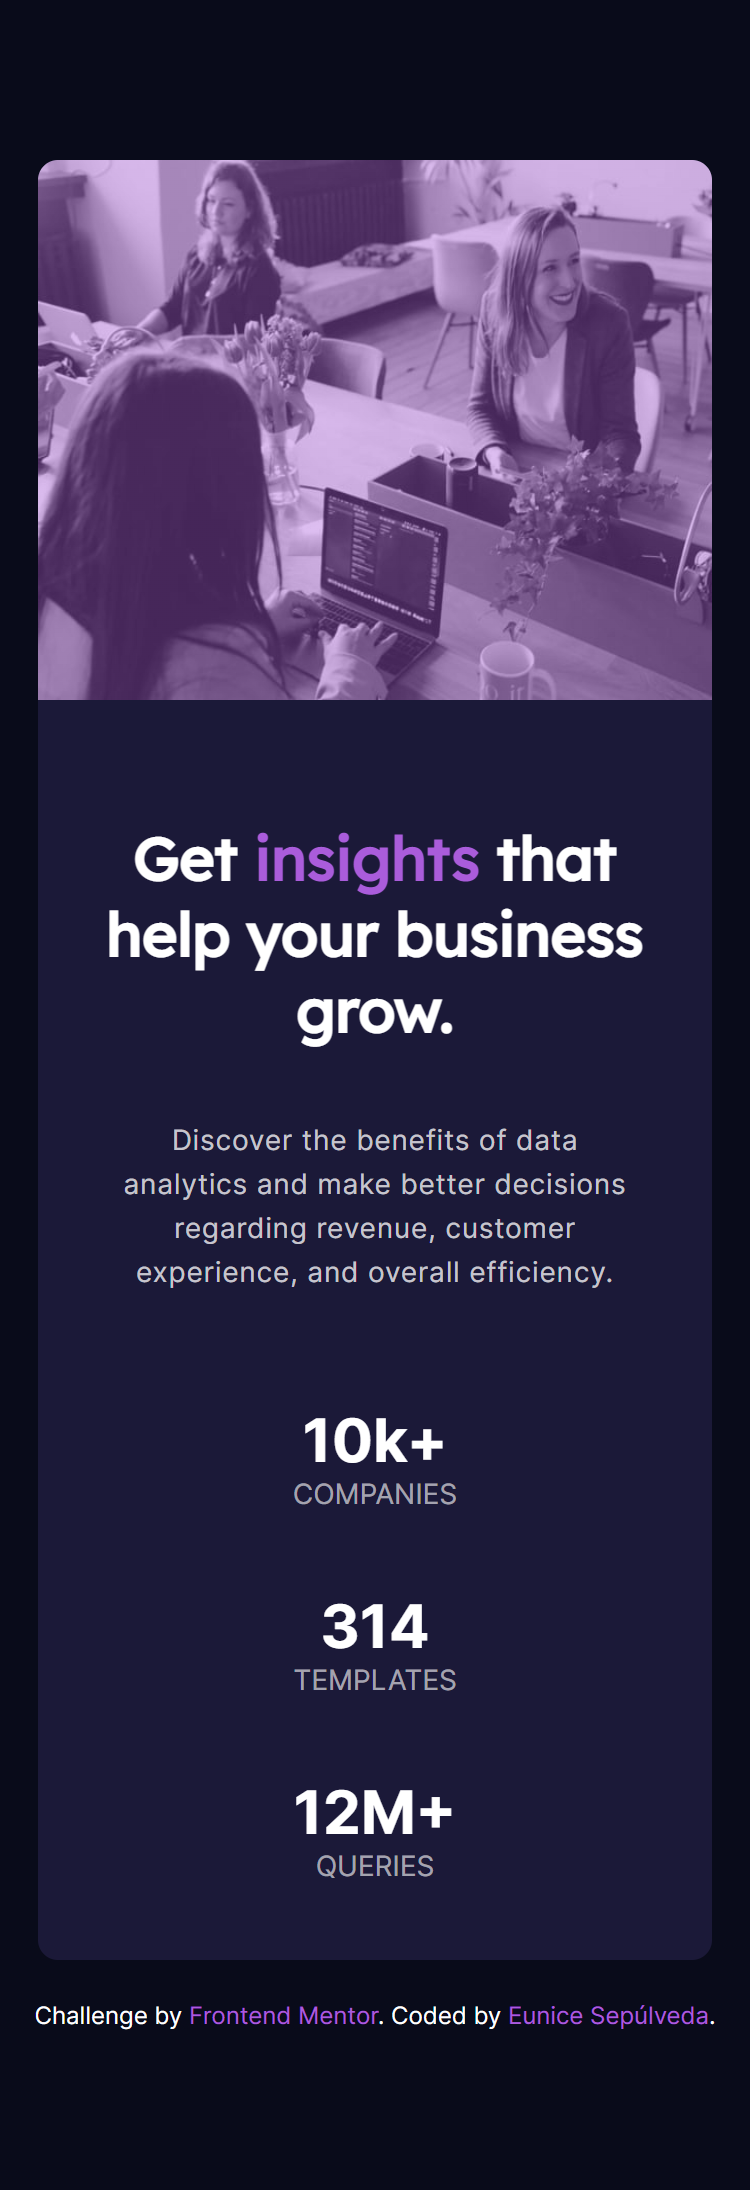 Get insights that
help your business
grow.
Discover the benefits of data
analytics and make better decisions
regarding revenue, customer
experience, and overall efficiency.
10k+
COMPANIES
314
TEMPLATES
12M+
QUERIES
Challenge by Frontend Mentor. Coded by Eunice Sepúlveda.